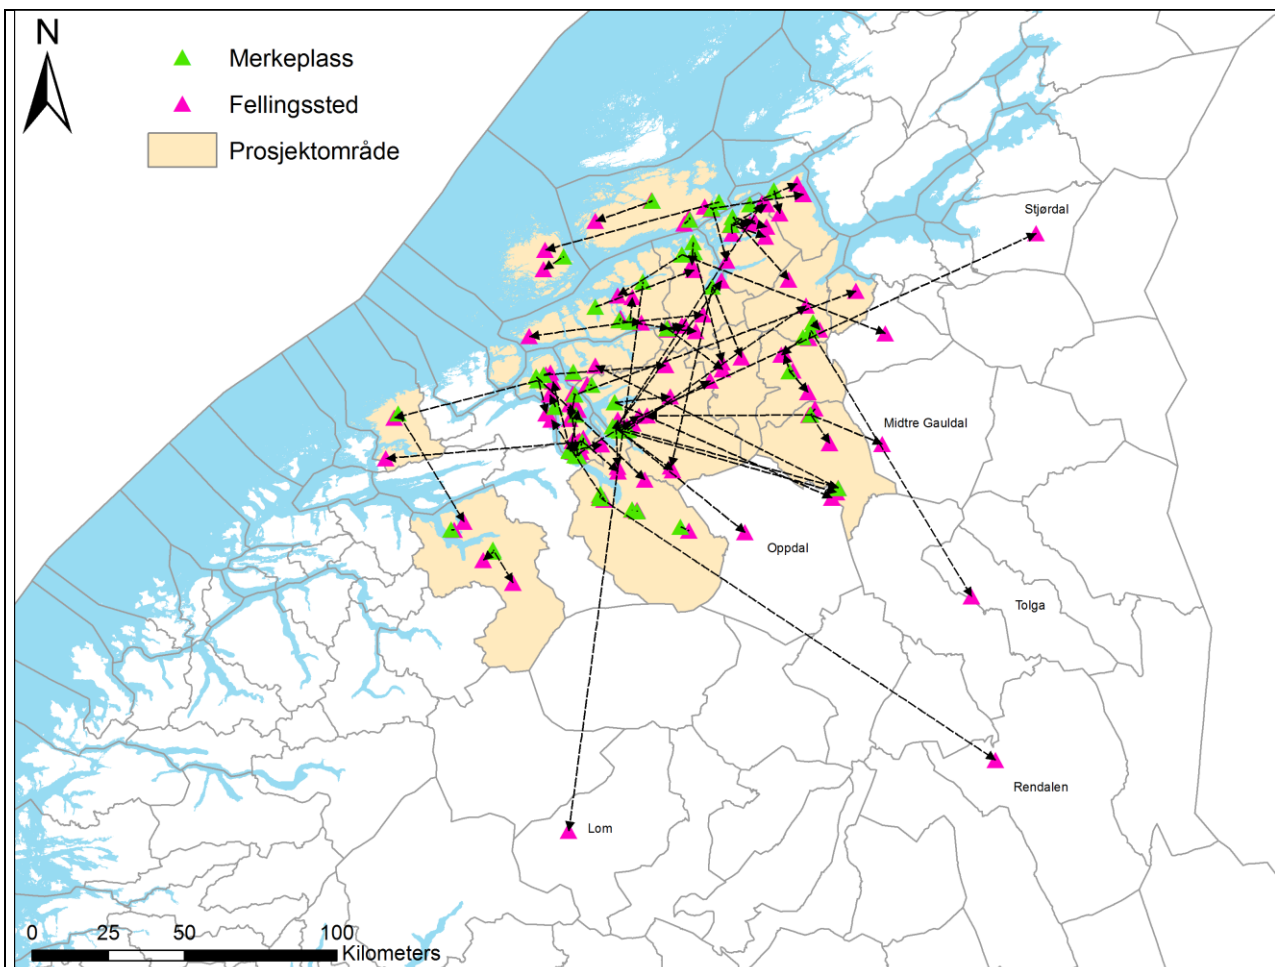 N
Merkeplass
Fellingssted
Prosjektområde
Stjørdal
Midtre Gauldal
Oppdal
Tolga
Rendalen
Lom
0 25 50 100
Kilometers